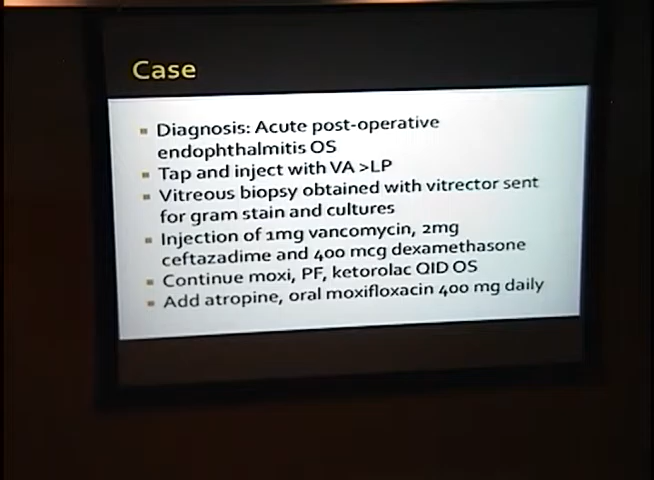 Case
Diagnosis: Acute post-operative
endophthalmitis OS
Tap and inject with VA >LP
Vitreous biopsy obtained with vitrector sent
for gram stain and cultures
Injection of 1mg vancomycin, 2mg
ceftazadime and 400 mcg dexamethasone
Continue moxi, PF, ketorolac QID OS
Add atropine, oral moxifloxacin 400 mg daily